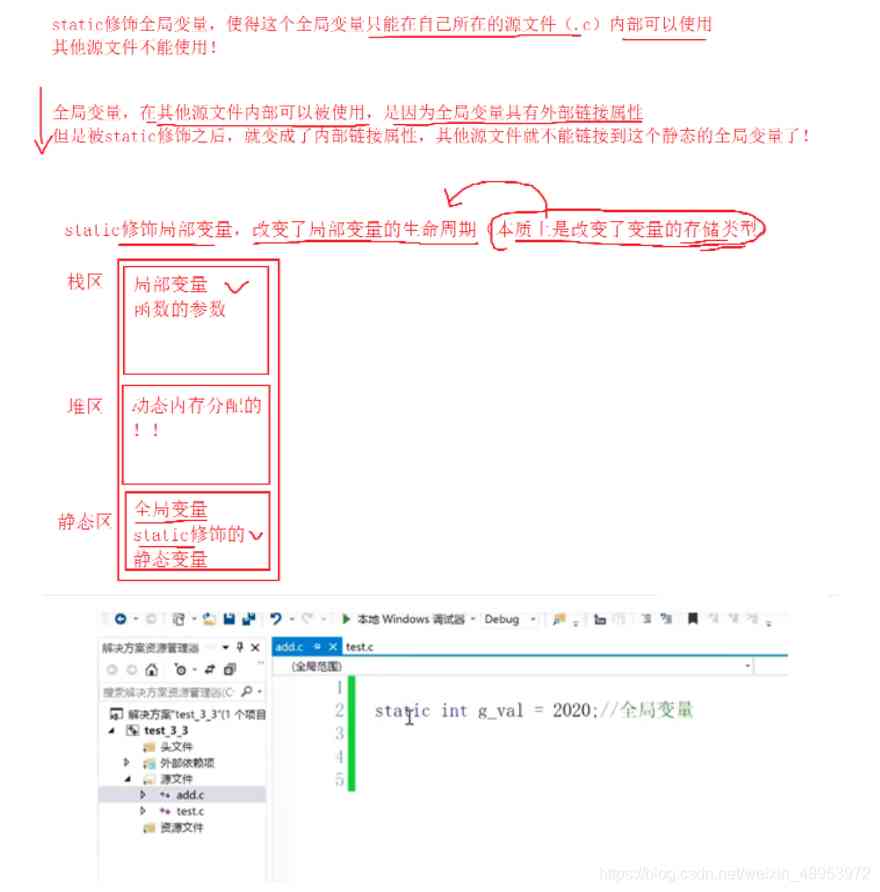 static修饰全局变量，使得这个全局变量只能在自己所在的源文件（.c）内部可以使用
其他源文件不能使用！
全局变量，在其他源文件内部可以被使用，是因为全局变量具有外部链接属性
但是被static修饰之后，就变成了内部链接属性，其他源文件就不能链接到这个静态的全局变量了！
static修饰局部变量，改变了局部变量的生命周期（本质上是改变了变量的存储类型）
栈区
局部变量
函数的参数
堆区
动态内存分配的
！！
静态区
全局变量
static修饰的
静态变量
本地 Windows 调试器 Debug
解决方案资源管理器
add.c test.c
(全局范围)
搜索解决方案资源管理器(C
解决方案"test_3_3"(1 个项目
test_3_3
头文件
外部依赖项
源文件
add.c
test.c
资源文件
1
2 static int g_val = 2020;//全局变量
3
4
5
https://blog.csdn.net/weixin_48953972